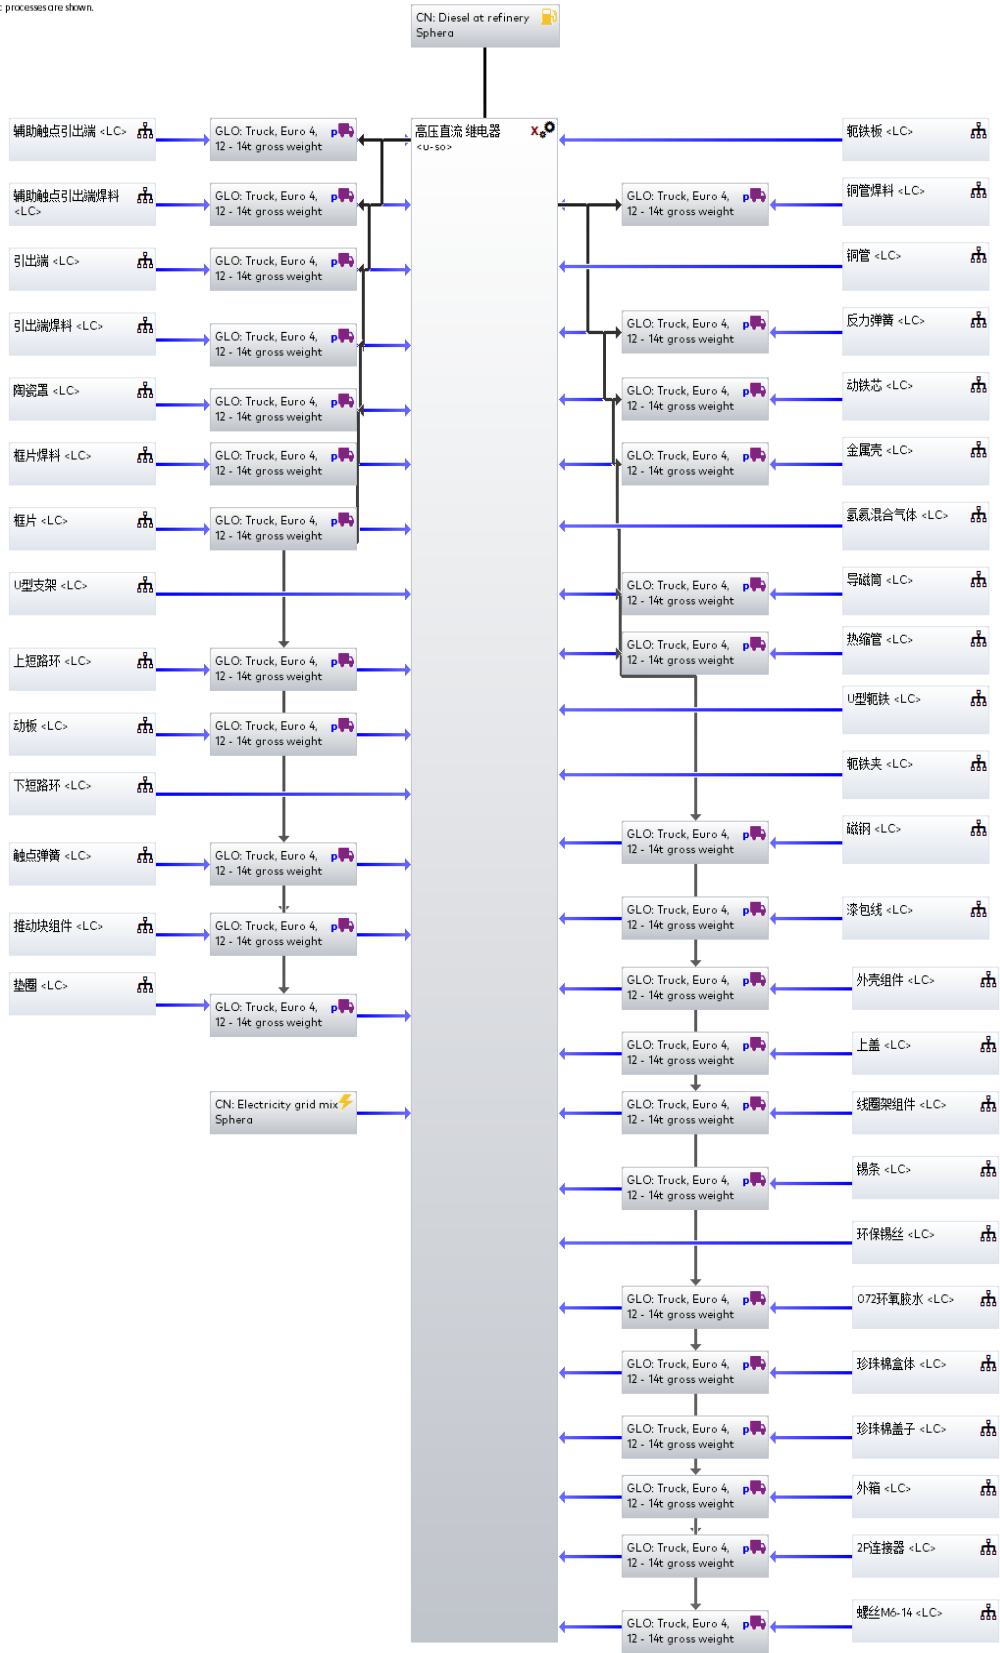 : processes are shown.
CN: Diesel at refinery
Sphera
高压直流 继电器
<u-so>
辅助触点引出端 <LC>
GLO: Truck, Euro 4,
12 - 14t gross weight
辅助触点引出端焊料
<LC>
GLO: Truck, Euro 4,
12 - 14t gross weight
引出端 <LC>
GLO: Truck, Euro 4,
12 - 14t gross weight
引出端焊料 <LC>
GLO: Truck, Euro 4,
12 - 14t gross weight
陶瓷罩 <LC>
GLO: Truck, Euro 4,
12 - 14t gross weight
框片焊料 <LC>
GLO: Truck, Euro 4,
12 - 14t gross weight
框片 <LC>
GLO: Truck, Euro 4,
12 - 14t gross weight
U型支架 <LC>
上短路环 <LC>
GLO: Truck, Euro 4,
12 - 14t gross weight
动板 <LC>
GLO: Truck, Euro 4,
12 - 14t gross weight
下短路环 <LC>
触点弹簧 <LC>
GLO: Truck, Euro 4,
12 - 14t gross weight
推动块组件 <LC>
GLO: Truck, Euro 4,
12 - 14t gross weight
垫圈 <LC>
GLO: Truck, Euro 4,
12 - 14t gross weight
CN: Electricity grid mix
Sphera
轭铁板 <LC>
GLO: Truck, Euro 4,
12 - 14t gross weight
铜管焊料 <LC>
铜管 <LC>
GLO: Truck, Euro 4,
12 - 14t gross weight
反力弹簧 <LC>
GLO: Truck, Euro 4,
12 - 14t gross weight
动铁芯 <LC>
GLO: Truck, Euro 4,
12 - 14t gross weight
金属壳 <LC>
氢氮混合气体 <LC>
GLO: Truck, Euro 4,
12 - 14t gross weight
导磁筒 <LC>
GLO: Truck, Euro 4,
12 - 14t gross weight
热缩管 <LC>
U型轭铁 <LC>
轭铁夹 <LC>
GLO: Truck, Euro 4,
12 - 14t gross weight
磁钢 <LC>
GLO: Truck, Euro 4,
12 - 14t gross weight
漆包线 <LC>
GLO: Truck, Euro 4,
12 - 14t gross weight
外壳组件 <LC>
GLO: Truck, Euro 4,
12 - 14t gross weight
上盖 <LC>
GLO: Truck, Euro 4,
12 - 14t gross weight
线圈架组件 <LC>
GLO: Truck, Euro 4,
12 - 14t gross weight
锡条 <LC>
环保锡丝 <LC>
GLO: Truck, Euro 4,
12 - 14t gross weight
072环氧胶水 <LC>
GLO: Truck, Euro 4,
12 - 14t gross weight
珍珠棉盒体 <LC>
GLO: Truck, Euro 4,
12 - 14t gross weight
珍珠棉盖子 <LC>
GLO: Truck, Euro 4,
12 - 14t gross weight
外箱 <LC>
GLO: Truck, Euro 4,
12 - 14t gross weight
2P连接器 <LC>
GLO: Truck, Euro 4,
12 - 14t gross weight
螺丝M6-14 <LC>